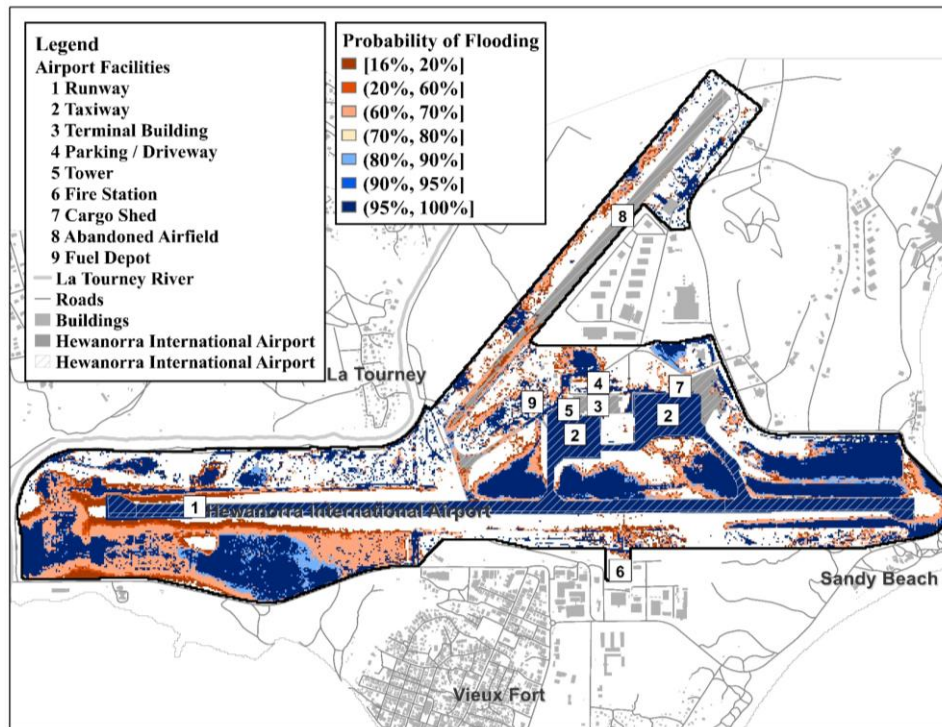 Legend
Airport Facilities
1 Runway
2 Taxiway
3 Terminal Building
4 Parking / Driveway
5 Tower
6 Fire Station
7 Cargo Shed
8 Abandoned Airfield
9 Fuel Depot
La Tourney River
Roads
Buildings
Hewanorra International Airport
Hewanorra International Airport
Probability of Flooding
[16%, 20%]
(20%, 60%]
(60%, 70%]
(70%, 80%]
(80%, 90%]
(90%, 95%]
(95%, 100%]
8
La Tourney
4
7
9
5
3
2
2
1
Hewanorra International Airport
6
Sandy Beach
Vieux Fort